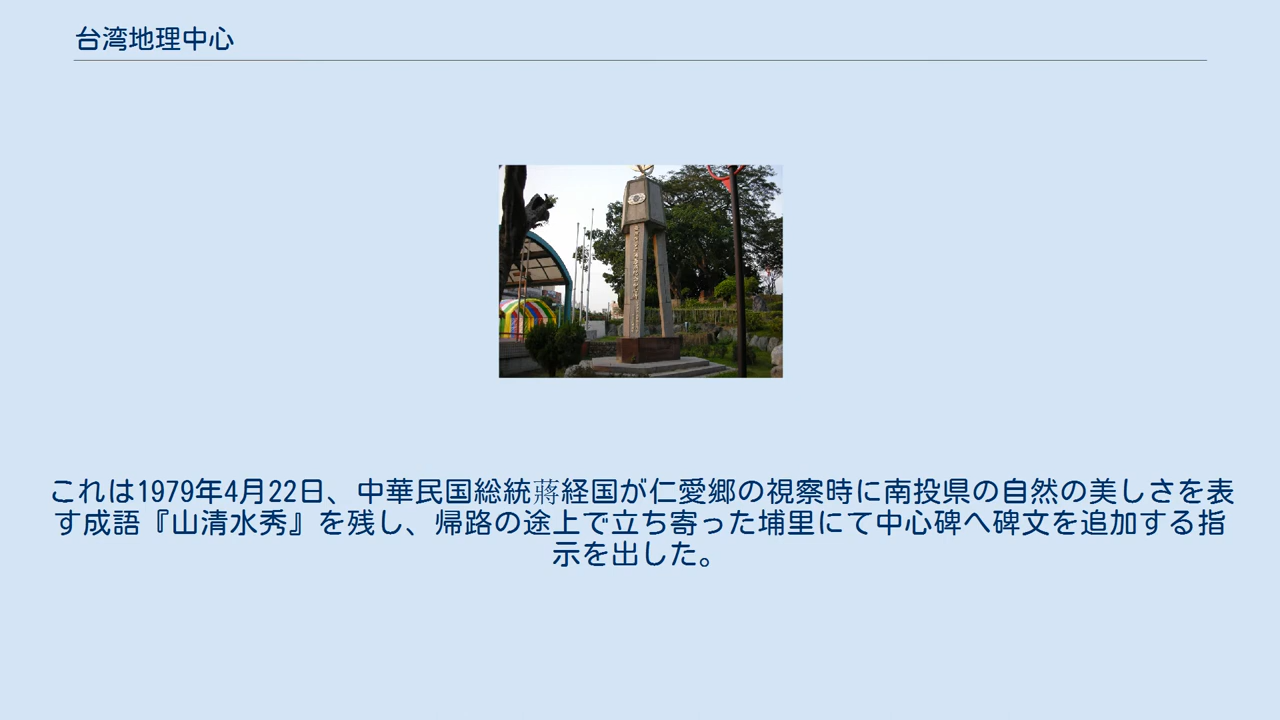 台湾地理中心
これは1979年4月22日、中華民国総統蔣経国が仁愛郷の視察時に南投県の自然の美しさを表
す成語『山清水秀』を残し、帰路の途上で立ち寄った埔里にて中心碑へ碑文を追加する指
示を出した。